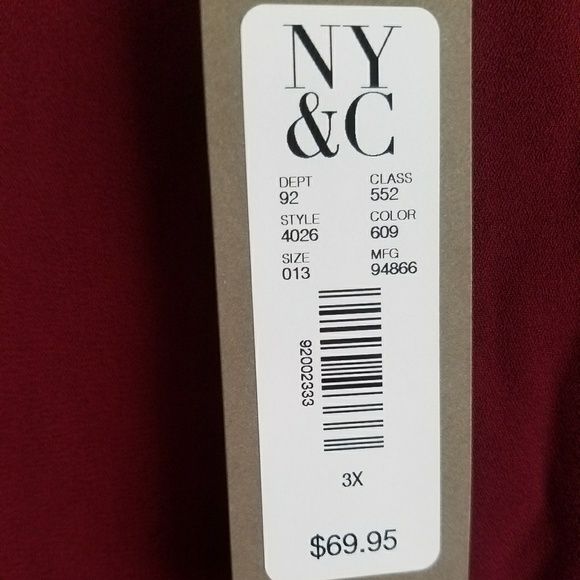 NY
&C
DEPT CLASS
92 552
STYLE COLOR
4026 609
SIZE MFG
013 94866
92002333
3X
$69.95